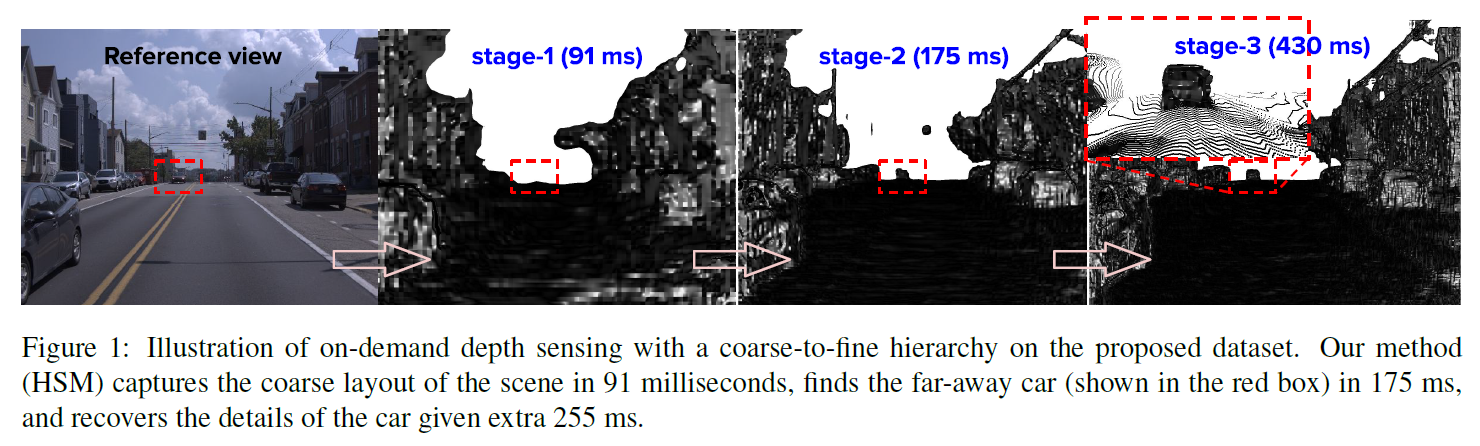 Reference view
stage-1 (91 ms)
stage-2 (175 ms)
stage-3 (430 ms)
Figure 1: Illustration of on-demand depth sensing with a coarse-to-fine hierarchy on the proposed dataset. Our method
(HSM) captures the coarse layout of the scene in 91 milliseconds, finds the far-away car (shown in the red box) in 175 ms,
and recovers the details of the car given extra 255 ms.